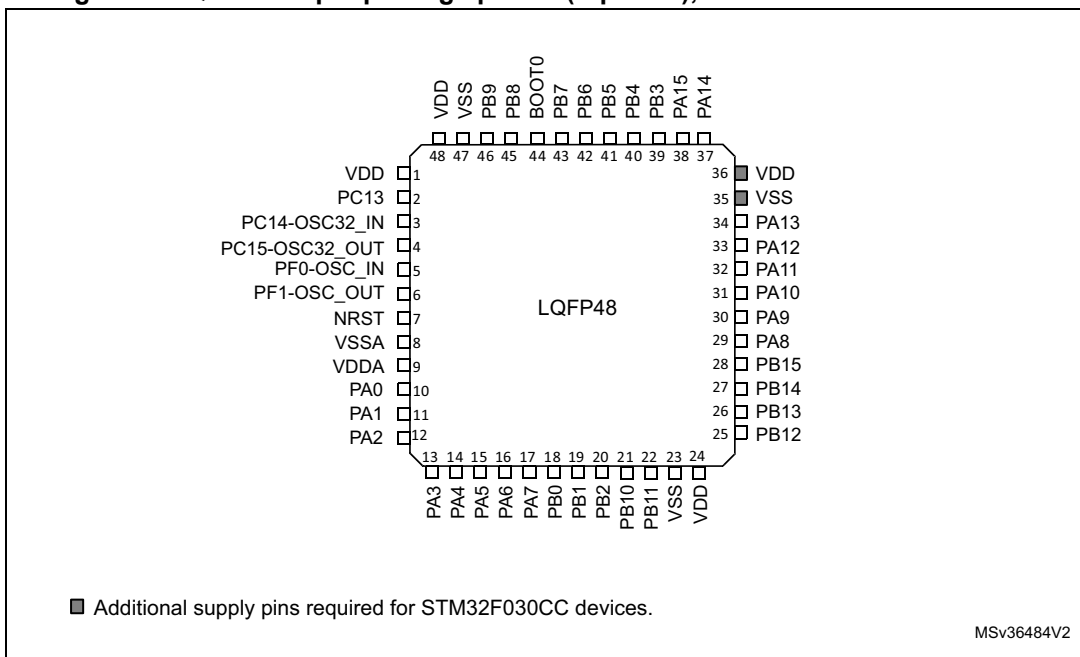 VDD VSS PB9 PB8 BOOT0 PB7 PB6 PB5 PB4 PB3 PA15 PA14
48 47 46 45 44 43 42 41 40 39 38 37
VDD 1 36 VDD
PC13 2 35 VSS
PC14-OSC32_IN 3 34 PA13
PC15-OSC32_OUT 4 33 PA12
PF0-OSC_IN 5 32 PA11
PF1-OSC_OUT 6 31 PA10
LQFP48
NRST 7 30 PA9
VSSA 8 29 PA8
VDDA 9 28 PB15
PA0 10 27 PB14
PA1 11 26 PB13
PA2 12 25 PB12
13 14 15 16 17 18 19 20 21 22 23 24
PA3 PA4 PA5 PA6 PA7 PB0 PB1 PB2 PB10 PB11 VSS VDD
Additional supply pins required for STM32F030CC devices.
MSv36484V2